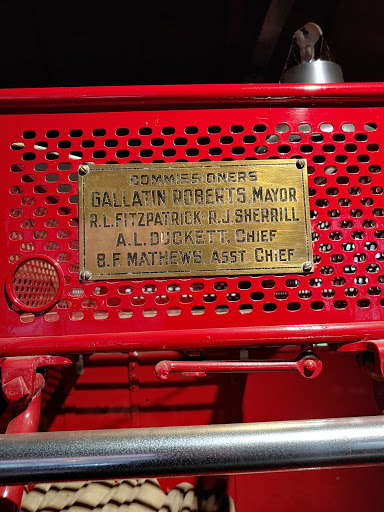 COMMISSIONERS
GALLATIN ROBERTS, MAYOR
R.L. FITZPATRICK - R.J. SHERRILL
A.L. DUCKETT, CHIEF
B.F. MATHEWS ASST. CHIEF